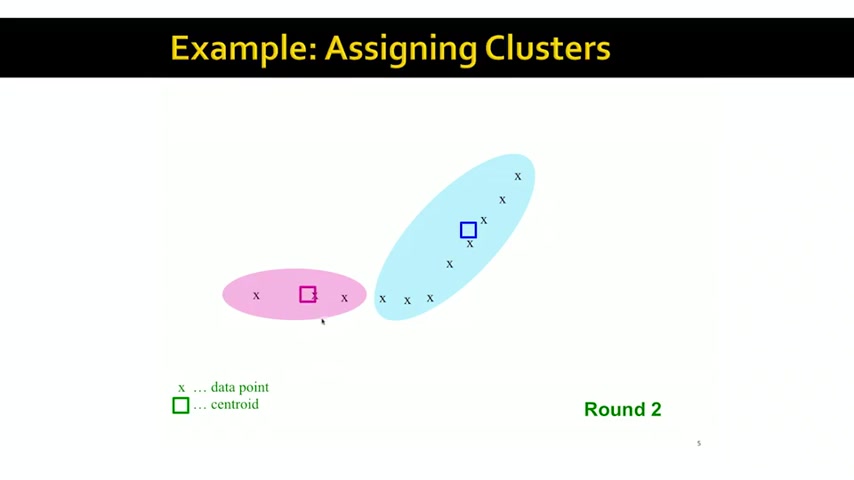 Example: Assigning Clusters
x
x
x
x
x
x
x x x x x x
x … data point
… centroid
Round 2
5